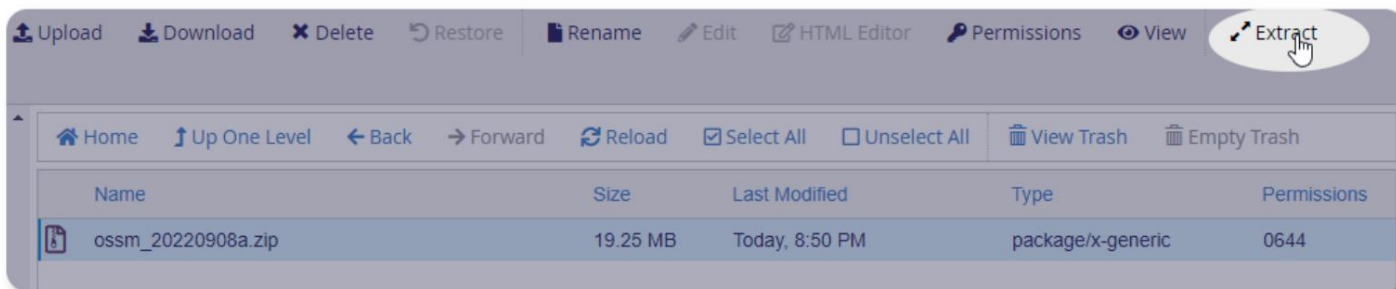 Upload Download Delete Restore Rename Edit HTML Editor Permissions View Extract
Home Up One Level Back Forward Reload Select All Unselect All View Trash Empty Trash
Name Size Last Modified Type Permissions
ossm_20220908a.zip 19.25 MB Today, 8:50 PM package/x-generic 0644